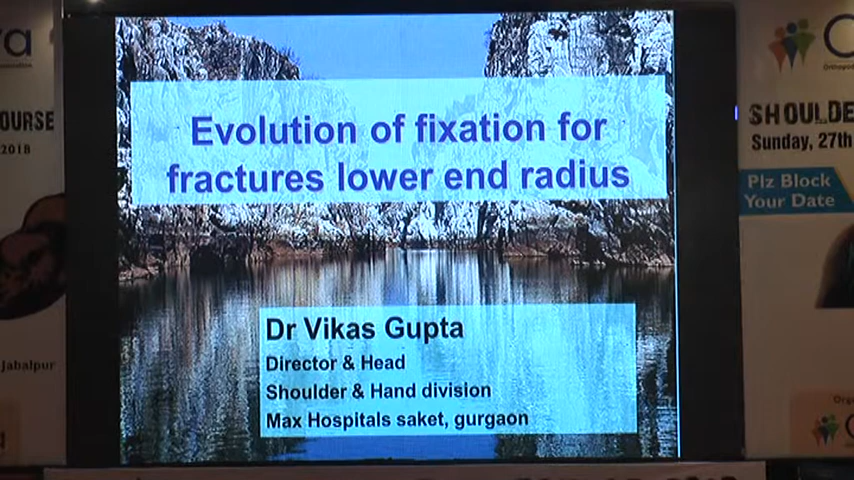 Evolution of fixation for
fractures lower end radius
Dr Vikas Gupta
Director & Head
Shoulder & Hand division
Max Hospitals saket, gurgaon
OURSE
2018
Jabalpur
SHOULDE
Sunday, 27th
Plz Block
Your Date